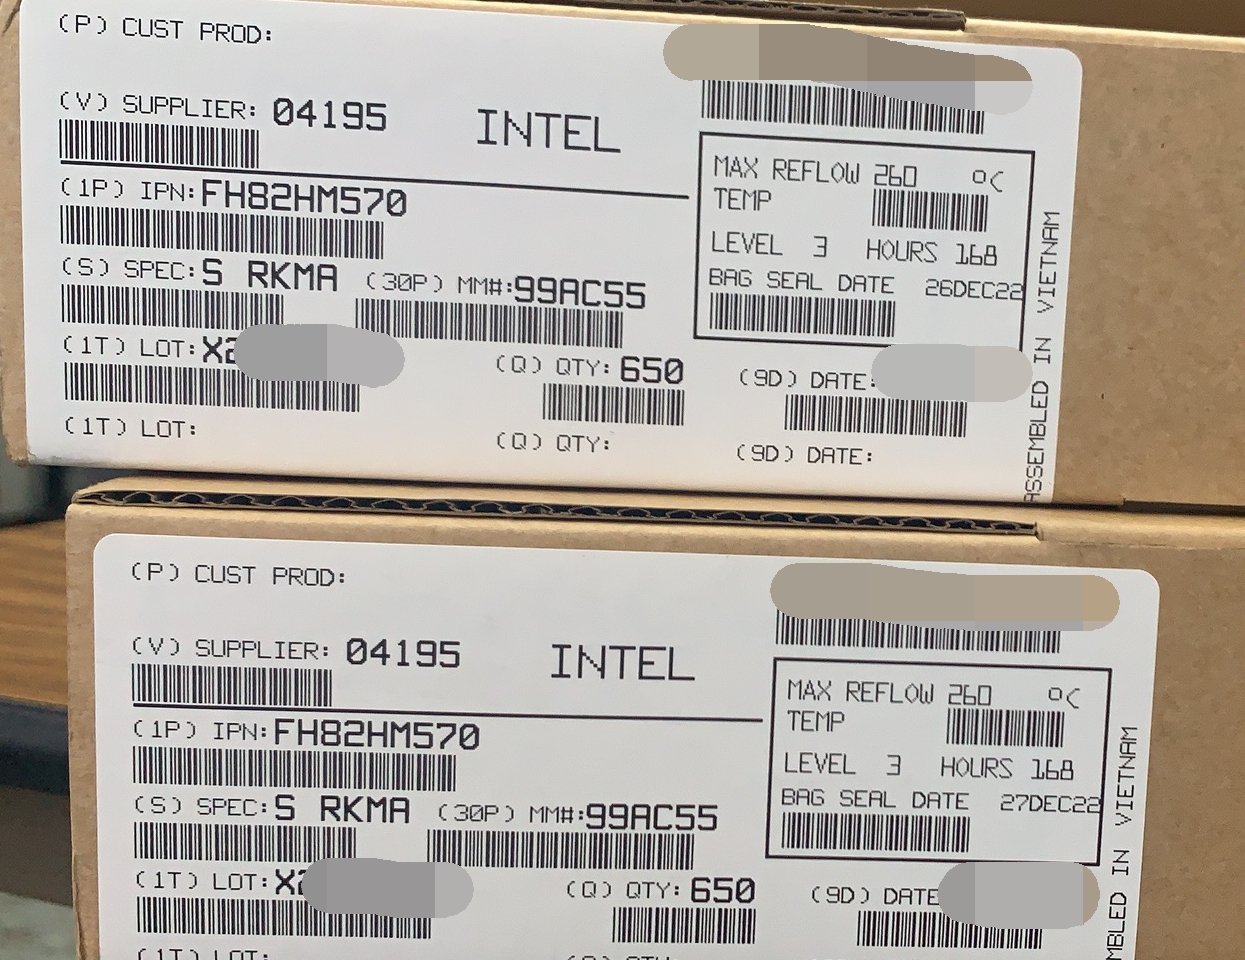 (P) CUST PROD:
(V) SUPPLIER: 04195
INTEL
(1P) IPN: FH82HM570
(S) SPEC: S RKMA
(30P) MM#: 99AC55
(1T) LOT: X2
(Q) QTY: 650
(9D) DATE:
(1T) LOT:
(Q) QTY:
(9D) DATE:
MAX REFLOW 260 °C
TEMP
LEVEL 3 HOURS 168
BAG SEAL DATE 26DEC22
ASSEMBLED IN VIETNAM
(P) CUST PROD:
(V) SUPPLIER: 04195
INTEL
(1P) IPN: FH82HM570
(S) SPEC: S RKMA
(30P) MM#: 99AC55
(1T) LOT: X2
(Q) QTY: 650
(9D) DATE
(1T) LOT:
MAX REFLOW 260 °C
TEMP
LEVEL 3 HOURS 168
BAG SEAL DATE 27DEC22
MBLED IN VIETNAM